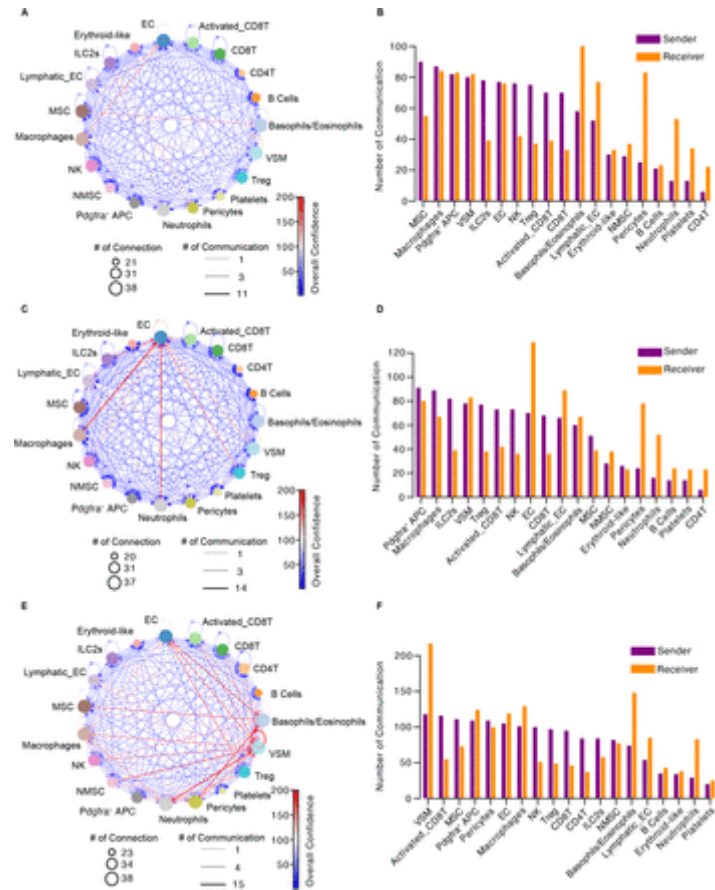 A
EC
Activated_CD8T
Erythroid-like
CD8T
ILC2s
CD4T
Lymphatic_EC
B Cells
MSC
Basophils/Eosinophils
Macrophages
VSM
NK
Treg
NMSC
Platelets
Pdgfra⁺ APC
Pericytes
Neutrophils
# of Connection
21
31
38
# of Communication
1
3
11
200
150
100
50
Overall Confidence
B
Sender
Receiver
Number of Communication
100
80
60
40
20
0
MSC
Macrophages
Pdgfra⁺ APC
VSM
ILC2s
EC
NK
Treg
Activated_CD8T
CD8T
Basophils/Eosinophils
Lymphatic_EC
Erythroid-like
NMSC
Pericytes
B Cells
Neutrophils
Platelets
CD4T
C
EC
Activated_CD8T
Erythroid-like
CD8T
ILC2s
CD4T
Lymphatic_EC
B Cells
MSC
Basophils/Eosinophils
Macrophages
VSM
NK
Treg
NMSC
Platelets
Pdgfra⁺ APC
Pericytes
Neutrophils
# of Connection
20
31
37
# of Communication
1
3
14
200
150
100
50
Overall Confidence
D
Sender
Receiver
Number of Communication
120
100
80
60
40
20
0
Pdgfra⁺ APC
Macrophages
ILC2s
VSM
Treg
Activated_CD8T
NK
EC
CD8T
Lymphatic_EC
Basophils/Eosinophils
MSC
NMSC
Erythroid-like
Pericytes
Neutrophils
B Cells
Platelets
CD4T
E
EC
Activated_CD8T
Erythroid-like
CD8T
ILC2s
CD4T
Lymphatic_EC
B Cells
MSC
Basophils/Eosinophils
Macrophages
VSM
NK
Treg
NMSC
Platelets
Pdgfra⁺ APC
Pericytes
Neutrophils
# of Connection
23
34
38
# of Communication
1
4
15
200
150
100
50
Overall Confidence
F
Sender
Receiver
Number of Communication
200
150
100
50
0
VSM
Activated_CD8T
MSC
Pdgfra⁺ APC
Pericytes
EC
Macrophages
NK
Treg
CD8T
CD4T
ILC2s
NMSC
Basophils/Eosinophils
Lymphatic_EC
B Cells
Erythroid-like
Neutrophils
Platelets